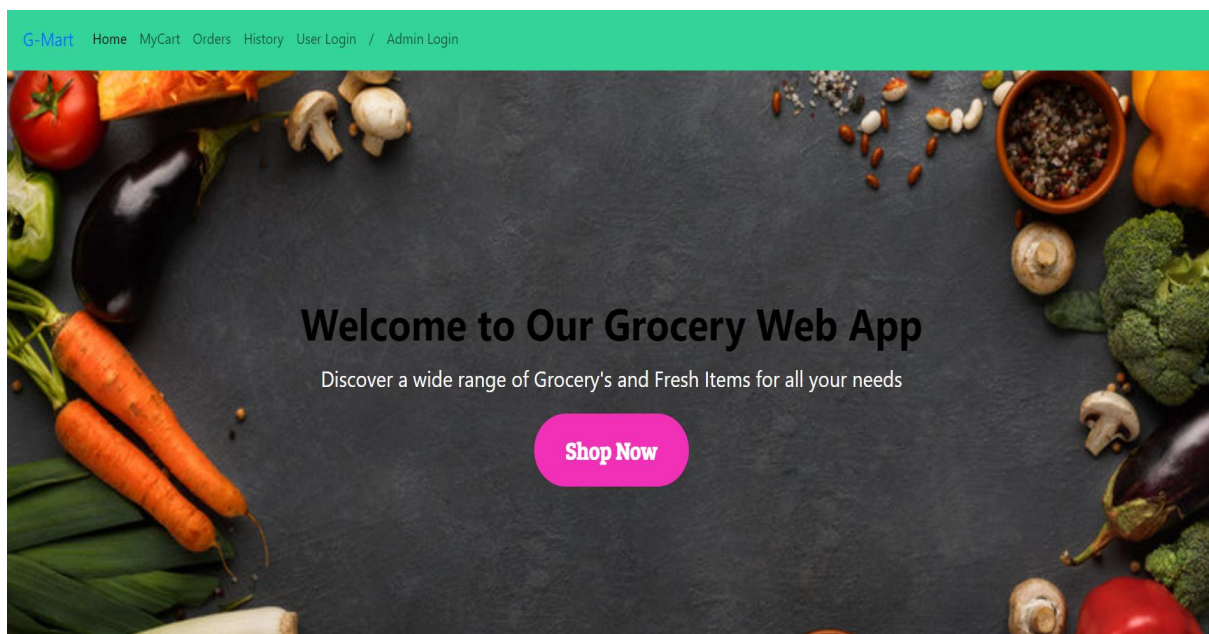 G-Mart Home MyCart Orders History User Login / Admin Login
Welcome to Our Grocery Web App
Discover a wide range of Grocery's and Fresh Items for all your needs
Shop Now